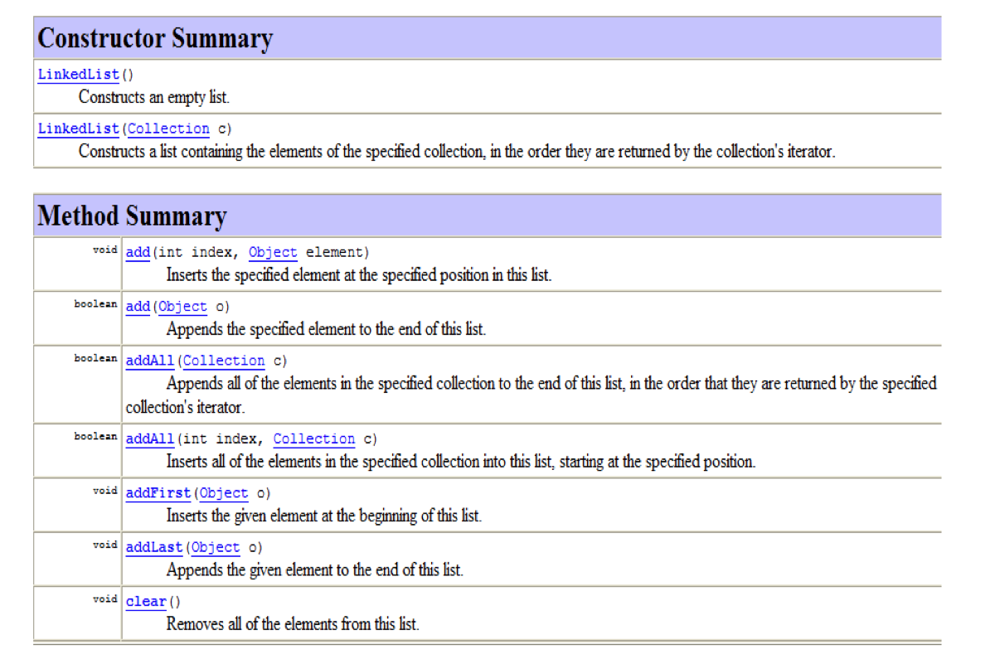 Constructor Summary
LinkedList()
Constructs an empty list.
LinkedList(Collection c)
Constructs a list containing the elements of the specified collection, in the order they are returned by the collection's iterator.
Method Summary
void add(int index, Object element)
Inserts the specified element at the specified position in this list.
boolean add(Object o)
Appends the specified element to the end of this list.
boolean addAll(Collection c)
Appends all of the elements in the specified collection to the end of this list, in the order that they are returned by the specified
collection's iterator.
boolean addAll(int index, Collection c)
Inserts all of the elements in the specified collection into this list, starting at the specified position.
void addFirst(Object o)
Inserts the given element at the beginning of this list.
void addLast(Object o)
Appends the given element to the end of this list.
void clear()
Removes all of the elements from this list.